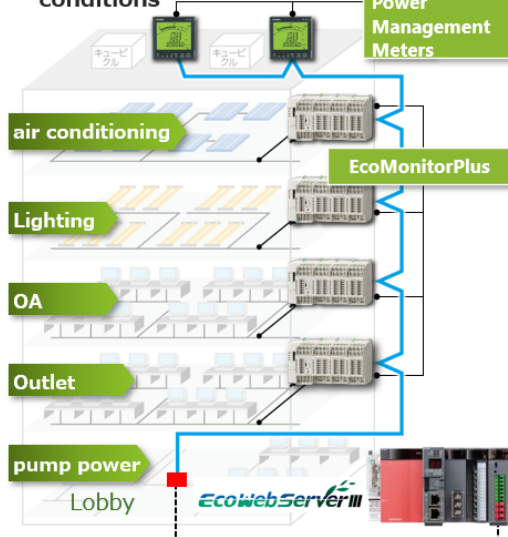 conditions
Power
Management
Meters
キュービ
クル
キュービ
クル
air conditioning
EcoMonitorPlus
Lighting
OA
Outlet
pump power
Lobby
EcoWebServerIII